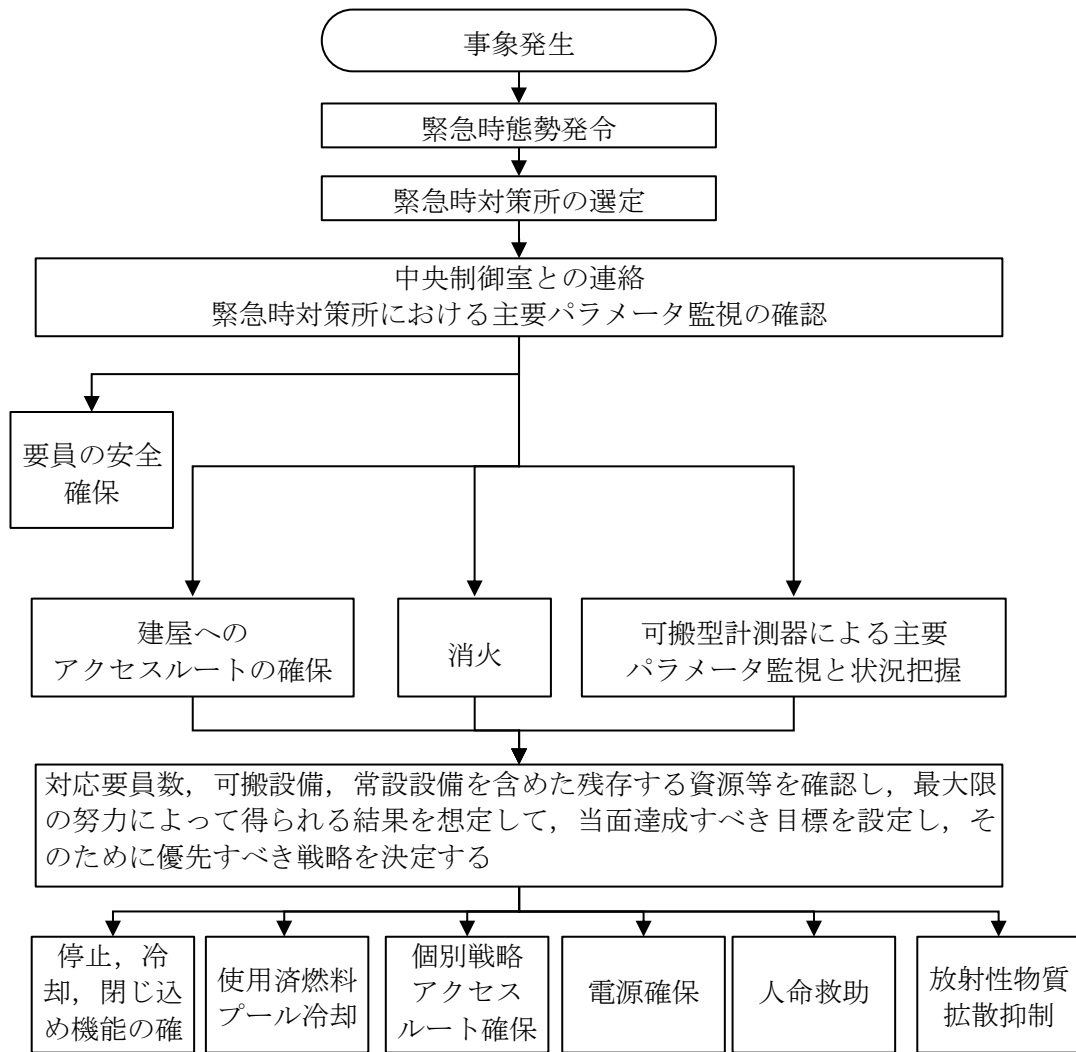 事象発生
緊急時態勢発令
緊急時対策所の選定
中央制御室との連絡
緊急時対策所における主要パラメータ監視の確認
要員の安全
確保
建屋への
アクセスルートの確保
消火
可搬型計測器による主要
パラメータ監視と状況把握
対応要員数，可搬設備，常設設備を含めた残存する資源等を確認し，最大限
の努力によって得られる結果を想定して，当面達成すべき目標を設定し，そ
のために優先すべき戦略を決定する
停止，冷
却，閉じ込
め機能の確
使用済燃料
プール冷却
個別戦略
アクセス
ルート確保
電源確保
人命救助
放射性物質
拡散抑制